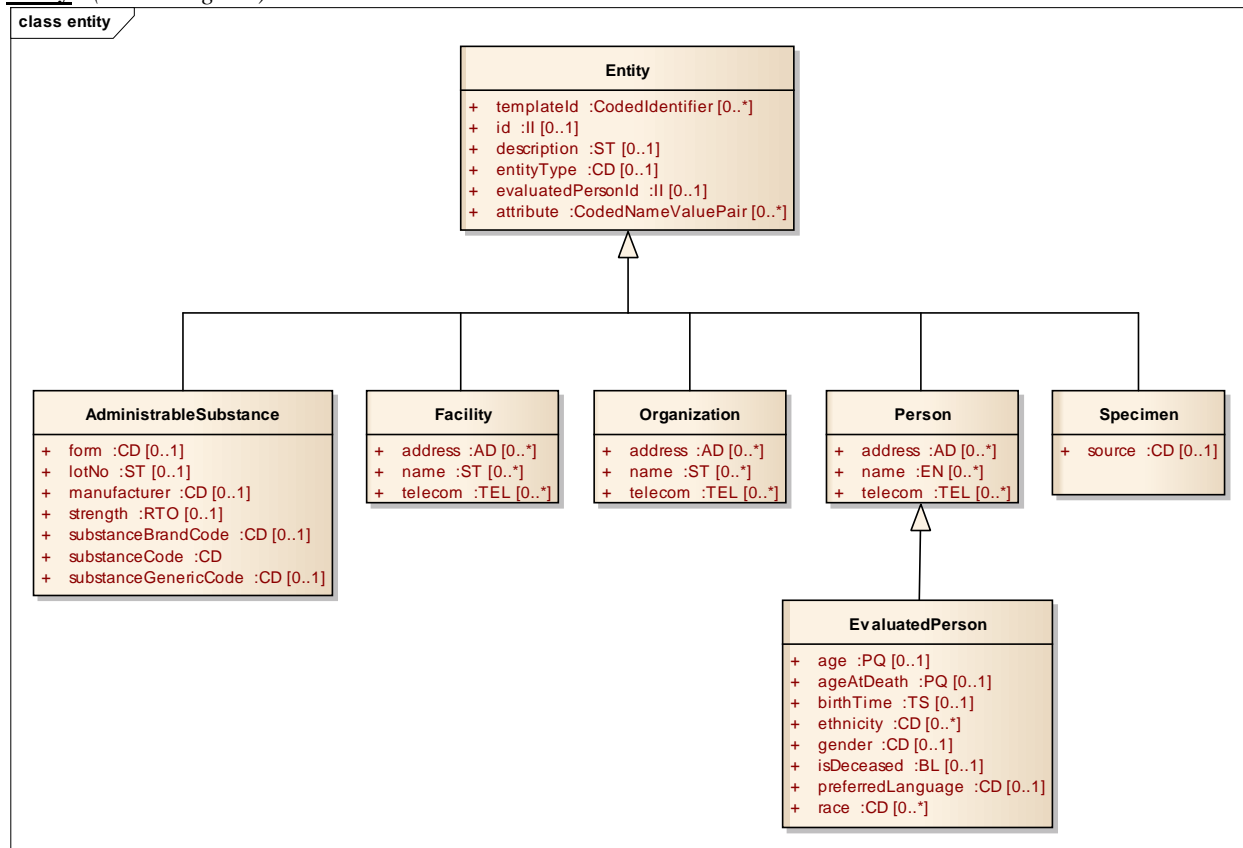 class entity
Entity
+ templateId :CodedIdentifier [0..*]
+ id :II [0..1]
+ description :ST [0..1]
+ entityType :CD [0..1]
+ evaluatedPersonId :II [0..1]
+ attribute :CodedNameValuePair [0..*]
AdministrableSubstance
+ form :CD [0..1]
+ lotNo :ST [0..1]
+ manufacturer :CD [0..1]
+ strength :RTO [0..1]
+ substanceBrandCode :CD [0..1]
+ substanceCode :CD
+ substanceGenericCode :CD [0..1]
Facility
+ address :AD [0..*]
+ name :ST [0..*]
+ telecom :TEL [0..*]
Organization
+ address :AD [0..*]
+ name :ST [0..*]
+ telecom :TEL [0..*]
Person
+ address :AD [0..*]
+ name :EN [0..*]
+ telecom :TEL [0..*]
Specimen
+ source :CD [0..1]
EvaluatedPerson
+ age :PQ [0..1]
+ ageAtDeath :PQ [0..1]
+ birthTime :TS [0..1]
+ ethnicity :CD [0..*]
+ gender :CD [0..1]
+ isDeceased :BL [0..1]
+ preferredLanguage :CD [0..1]
+ race :CD [0..*]